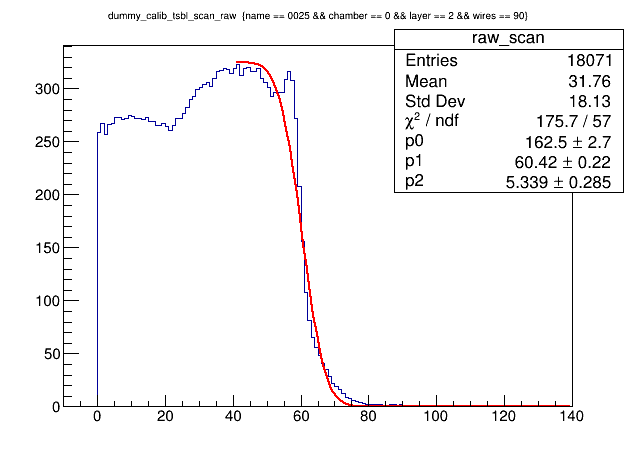 dummy_calib_tsbl_scan_raw {name == 0025 && chamber == 0 && layer == 2 && wires == 90}
raw_scan
Entries 18071
Mean 31.76
Std Dev 18.13
χ² / ndf 175.7 / 57
p0 162.5 ± 2.7
p1 60.42 ± 0.22
p2 5.339 ± 0.285
300
250
200
150
100
50
0
0 20 40 60 80 100 120 140